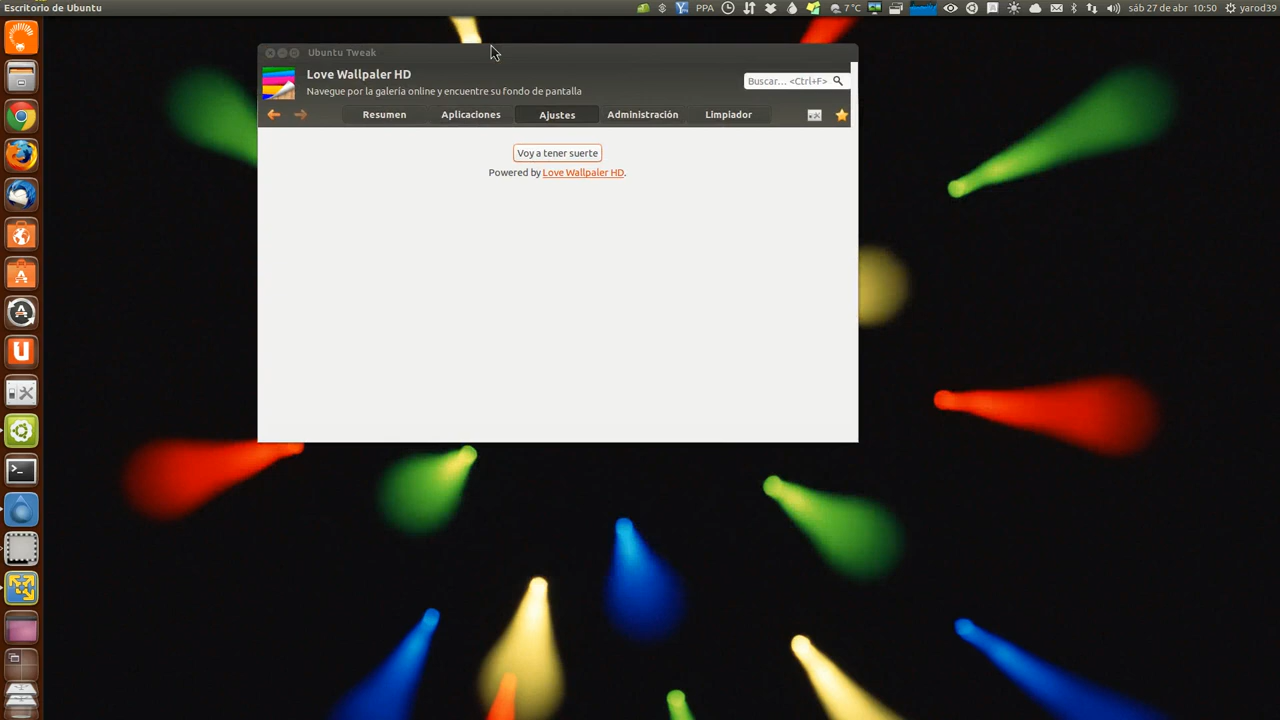 Escritorio de Ubuntu
PPA
7°C
sáb 27 de abr
10:50
yarod39
Ubuntu Tweak
Love Wallpaler HD
Navegue por la galería online y encuentre su fondo de pantalla
Buscar... <Ctrl+F>
Resumen
Aplicaciones
Ajustes
Administración
Limpiador
Voy a tener suerte
Powered by Love Wallpaler HD.